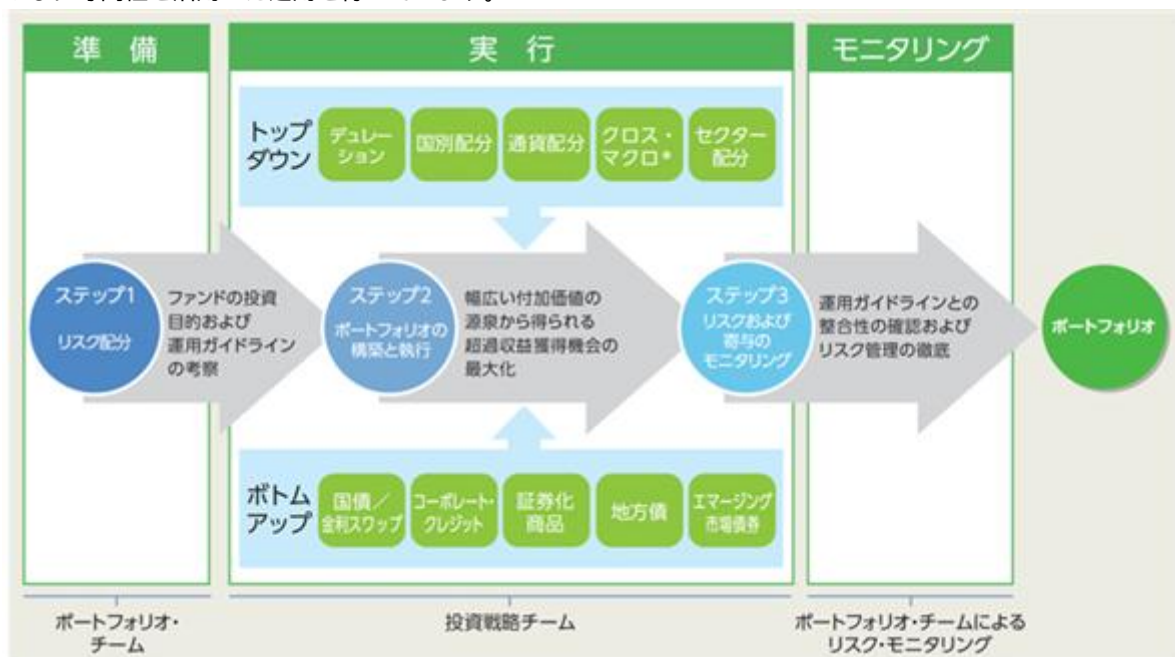 準 備
実 行
モニタリング
トップ
ダウン
デュレー
ション
国別配分
通貨配分
クロス・
マクロ*
セクター
配分
ステップ1
リスク配分
ファンドの投資
目的および
運用ガイドライン
の考察
ステップ2
ポートフォリオの
構築と執行
幅広い付加価値の
源泉から得られる
超過収益獲得機会の
最大化
ステップ3
リスクおよび
寄与の
モニタリング
運用ガイドラインとの
整合性の確認および
リスク管理の徹底
ポートフォリオ
ボトム
アップ
国債／
金利スワップ
コーポレート・
クレジット
証券化
商品
地方債
エマージング
市場債券
ポートフォリオ・
チーム
投資戦略チーム
ポートフォリオ・チームによる
リスク・モニタリング